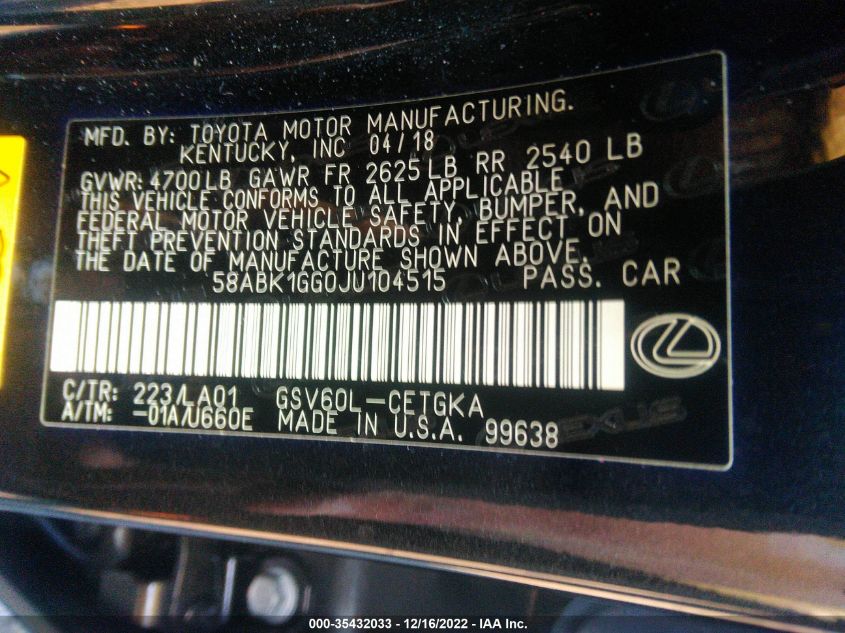 MFD. BY: TOYOTA MOTOR MANUFACTURING.
KENTUCKY, INC 04/18
GVWR: 4700LB GAWR FR 2625 LB RR 2540 LB
THIS VEHICLE CONFORMS TO ALL APPLICABLE
FEDERAL MOTOR VEHICLE SAFETY, BUMPER, AND
THEFT PREVENTION STANDARDS IN EFFECT ON
THE DATE OF MANUFACTURE SHOWN ABOVE.
58ABK1GG0JU104515 PASS. CAR
C/TR: 223/LA01 GSV60L-CETGKA
A/TM: -01A/U660E MADE IN U.S.A. 99638
LEXUS
000-35432033 - 12/16/2022 - IAA Inc.